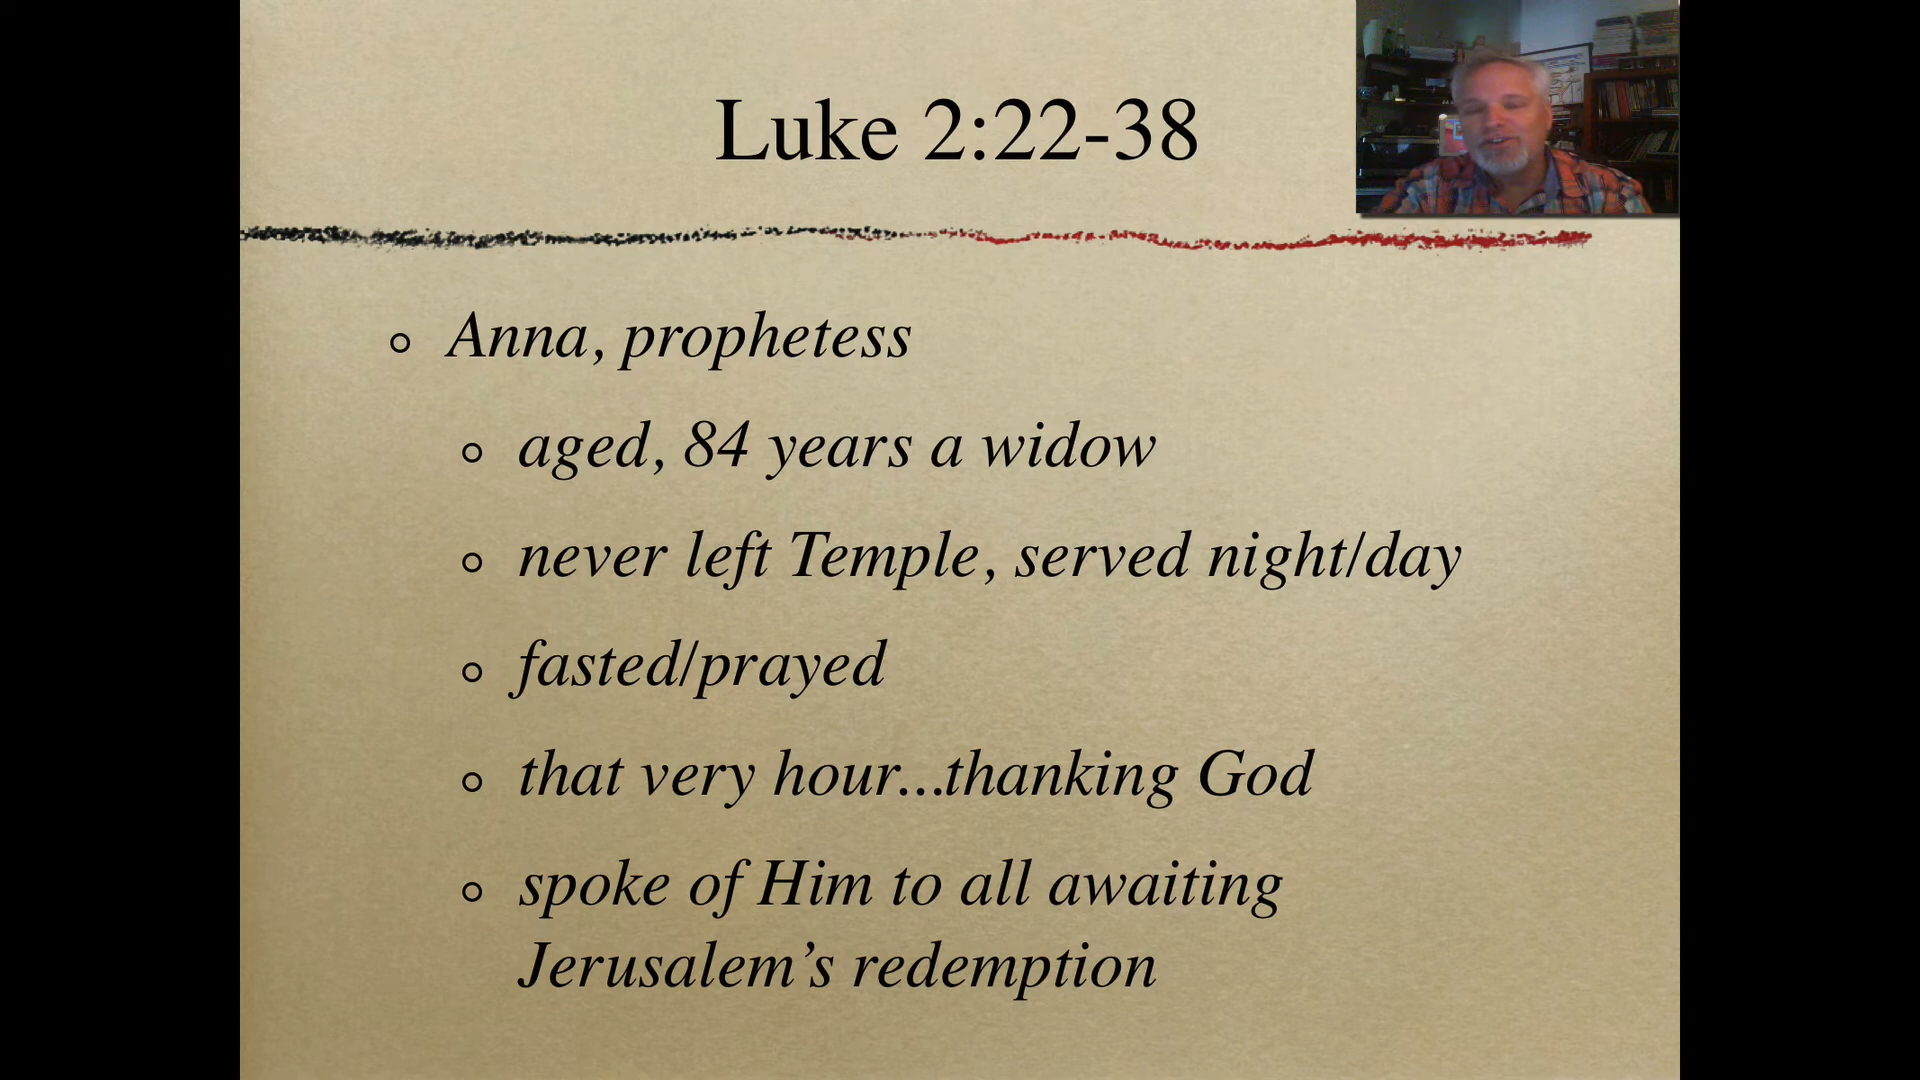 Luke 2:22-38
Anna, prophetess
aged, 84 years a widow
never left Temple, served night/day
fasted/prayed
that very hour...thanking God
spoke of Him to all awaiting
Jerusalem’s redemption